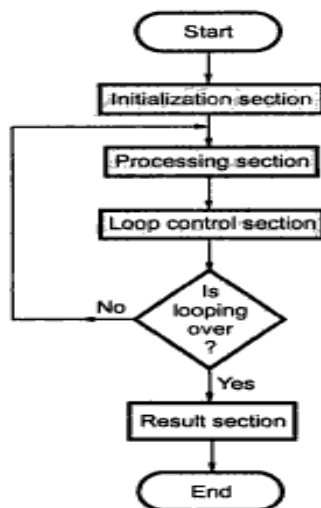 Start
Initialization section
Processing section
Loop control section
Is
looping
over
?
No
Yes
Result section
End